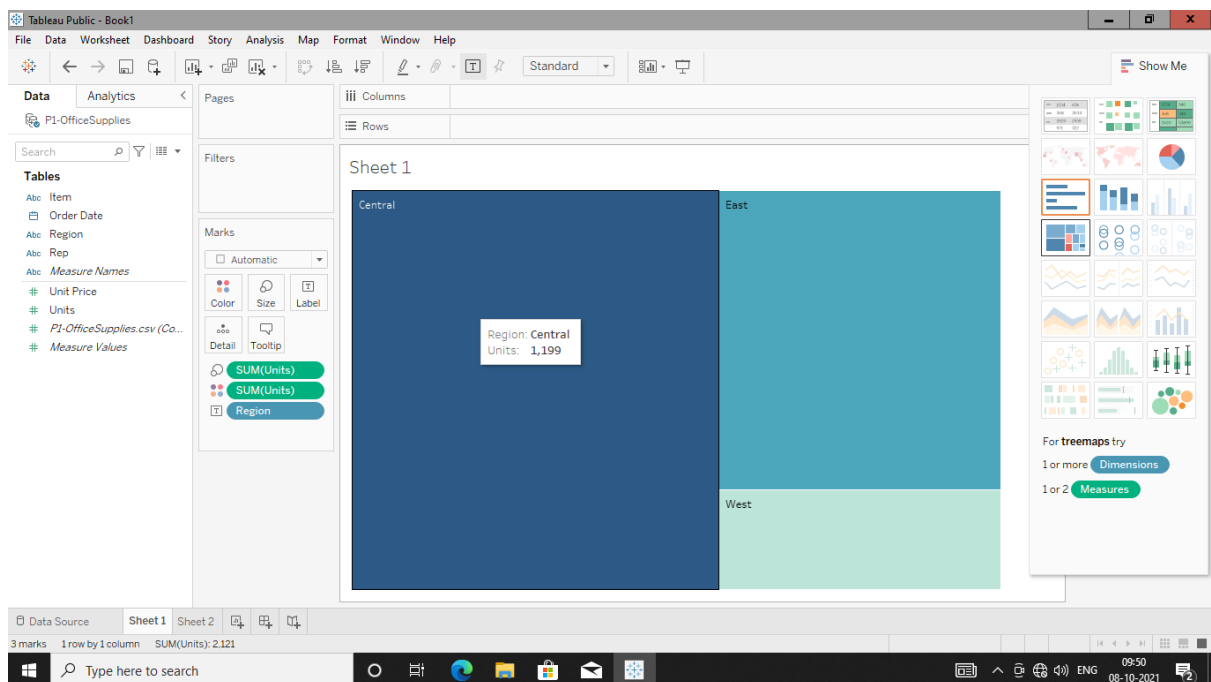 Tableau Public - Book1
File Data Worksheet Dashboard Story Analysis Map Format Window Help
Standard
Show Me
Data Analytics
P1-OfficeSupplies
Search
Tables
Abc Item
Order Date
Abc Region
Abc Rep
Abc Measure Names
# Unit Price
# Units
# P1-OfficeSupplies.csv (Co...
# Measure Values
Pages
Filters
Marks
Automatic
Color Size Label
Detail Tooltip
SUM(Units)
SUM(Units)
Region
Columns
Rows
Sheet 1
Central
East
West
Region: Central
Units: 1,199
For treemaps try
1 or more Dimensions
1 or 2 Measures
Data Source Sheet 1 Sheet 2
3 marks 1 row by 1 column SUM(Units): 2,121
Type here to search
ENG
09:50
08-10-2021
2